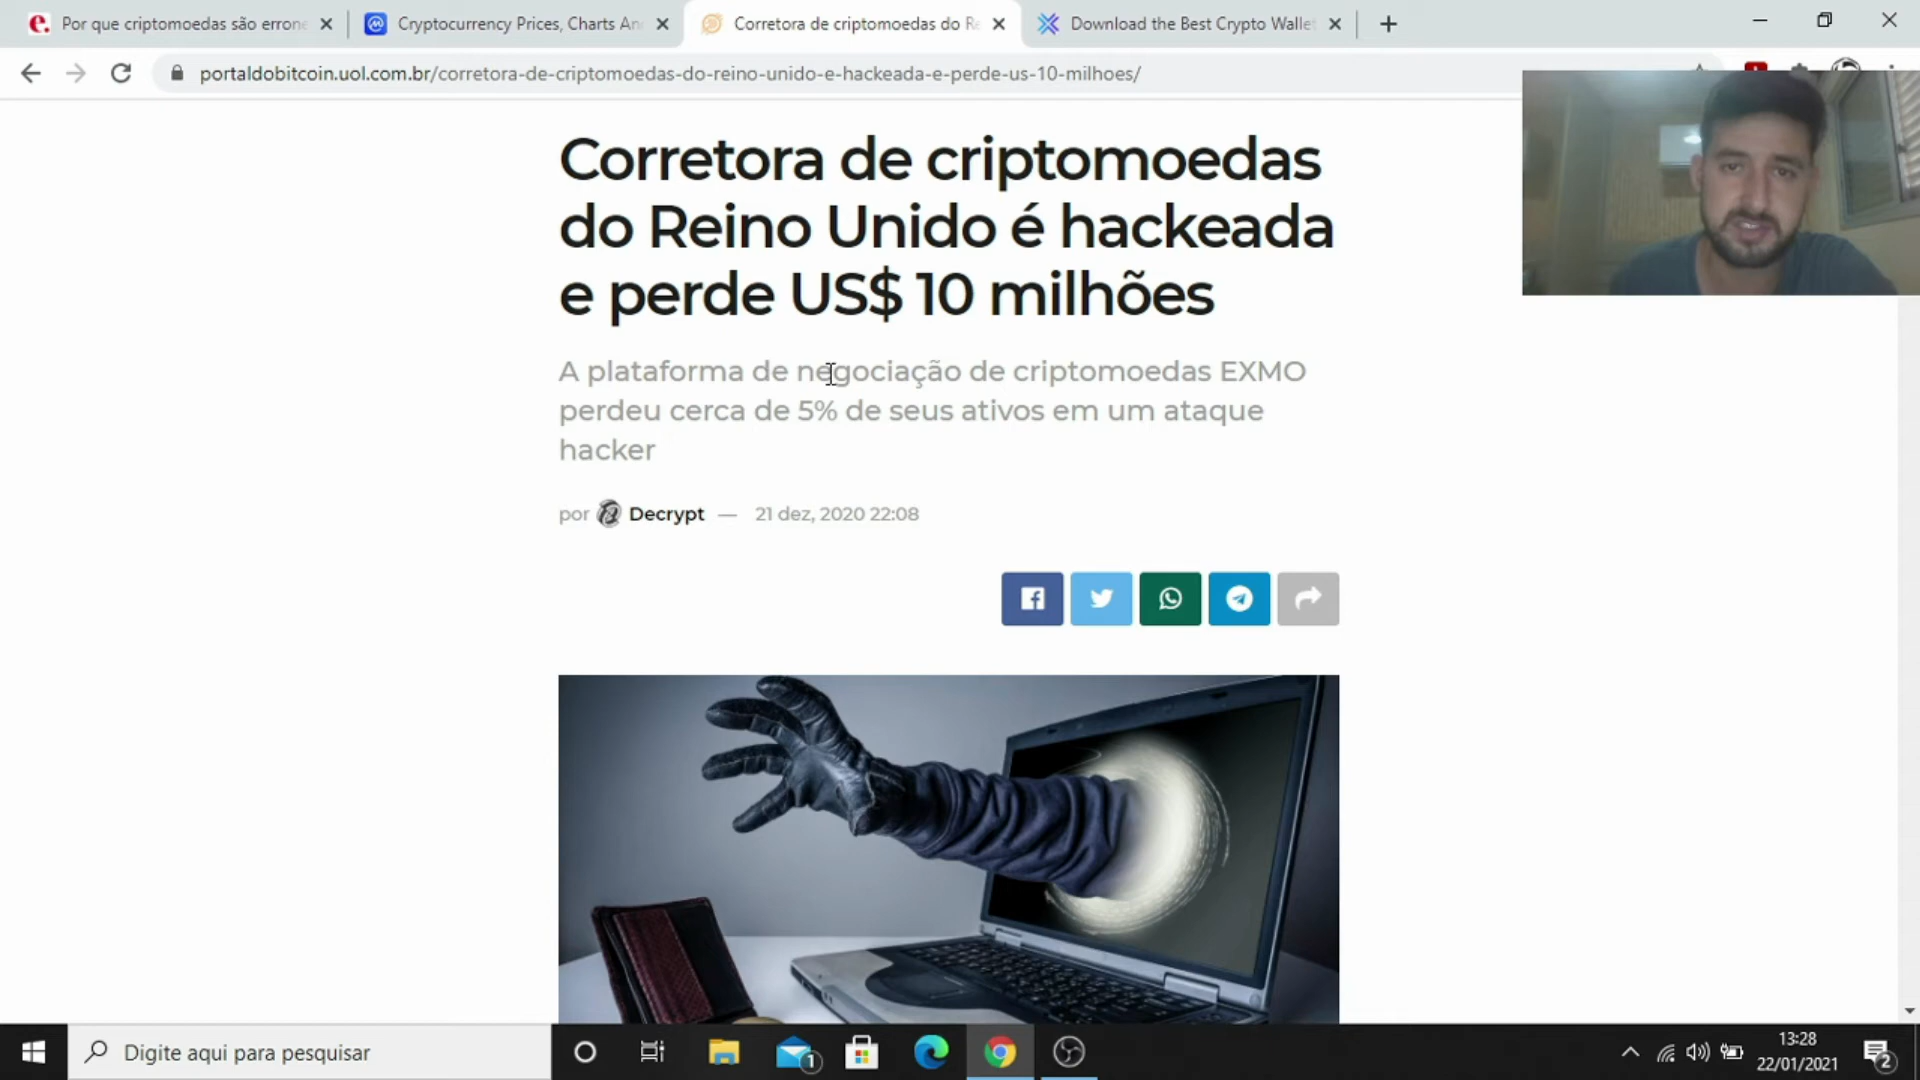 Por que criptomoedas são errone
Cryptocurrency Prices, Charts An
Corretora de criptomoedas do Re
Download the Best Crypto Wallet
portaldobitcoin.uol.com.br/corretora-de-criptomoedas-do-reino-unido-e-hackeada-e-perde-us-10-milhoes/
Corretora de criptomoedas
do Reino Unido é hackeada
e perde US$ 10 milhões
A plataforma de negociação de criptomoedas EXMO
perdeu cerca de 5% de seus ativos em um ataque
hacker
por Decrypt — 21 dez, 2020 22:08
Digite aqui para pesquisar
1
13:28
22/01/2021
2